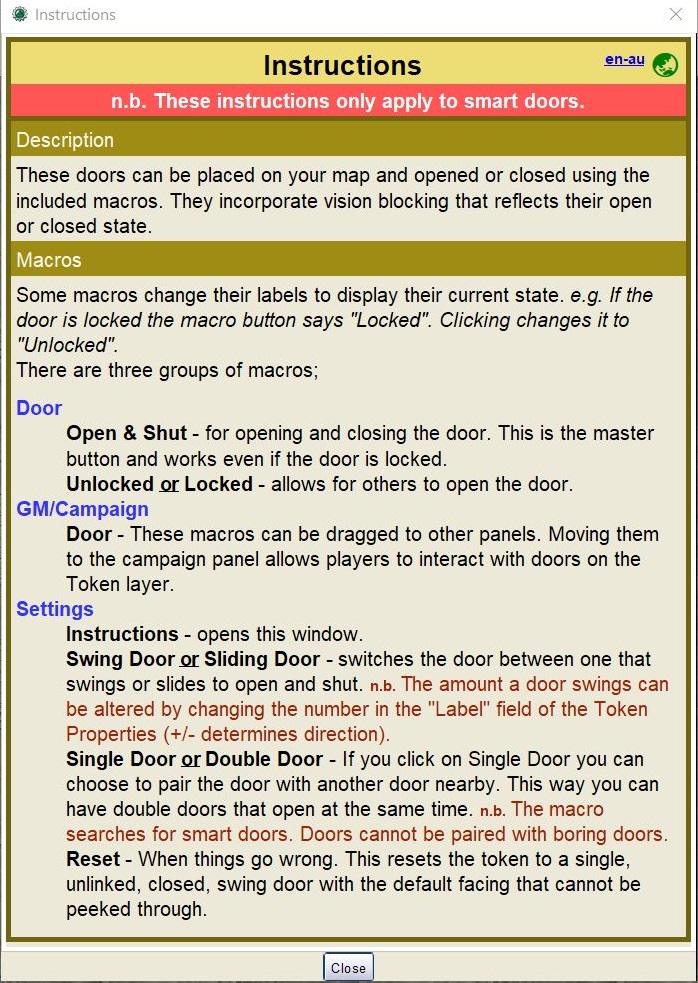 Instructions
Instructions
en-au
n.b. These instructions only apply to smart doors.
Description
These doors can be placed on your map and opened or closed using the
included macros. They incorporate vision blocking that reflects their open
or closed state.
Macros
Some macros change their labels to display their current state. e.g. If the
door is locked the macro button says "Locked". Clicking changes it to
"Unlocked".
There are three groups of macros;
Door
Open & Shut - for opening and closing the door. This is the master
button and works even if the door is locked.
Unlocked or Locked - allows for others to open the door.
GM/Campaign
Door - These macros can be dragged to other panels. Moving them
to the campaign panel allows players to interact with doors on the
Token layer.
Settings
Instructions - opens this window.
Swing Door or Sliding Door - switches the door between one that
swings or slides to open and shut. n.b. The amount a door swings can
be altered by changing the number in the "Label" field of the Token
Properties (+/- determines direction).
Single Door or Double Door - If you click on Single Door you can
choose to pair the door with another door nearby. This way you can
have double doors that open at the same time. n.b. The macro
searches for smart doors. Doors cannot be paired with boring doors.
Reset - When things go wrong. This resets the token to a single,
unlinked, closed, swing door with the default facing that cannot be
peeked through.
Close